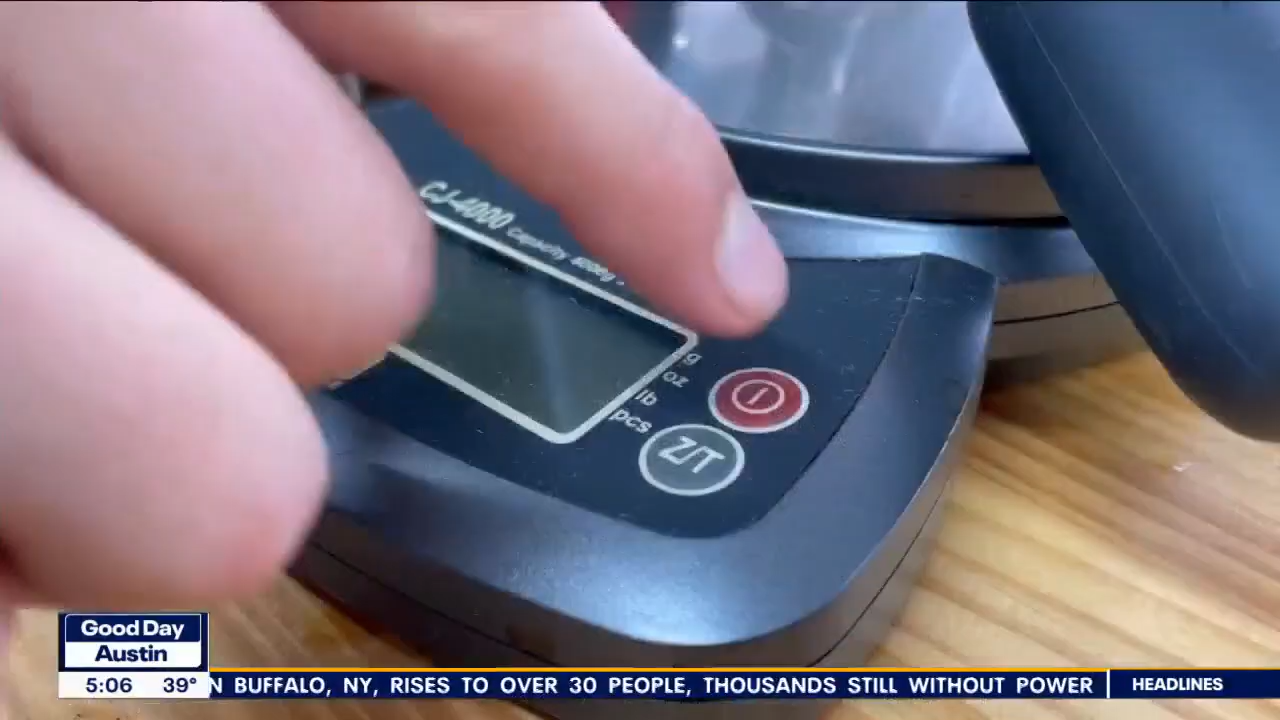 CJ-4000
Capacity
g
oz
lb
pcs
Z/T
Good Day
Austin
5:06 39°
N BUFFALO, NY, RISES TO OVER 30 PEOPLE, THOUSANDS STILL WITHOUT POWER
HEADLINES